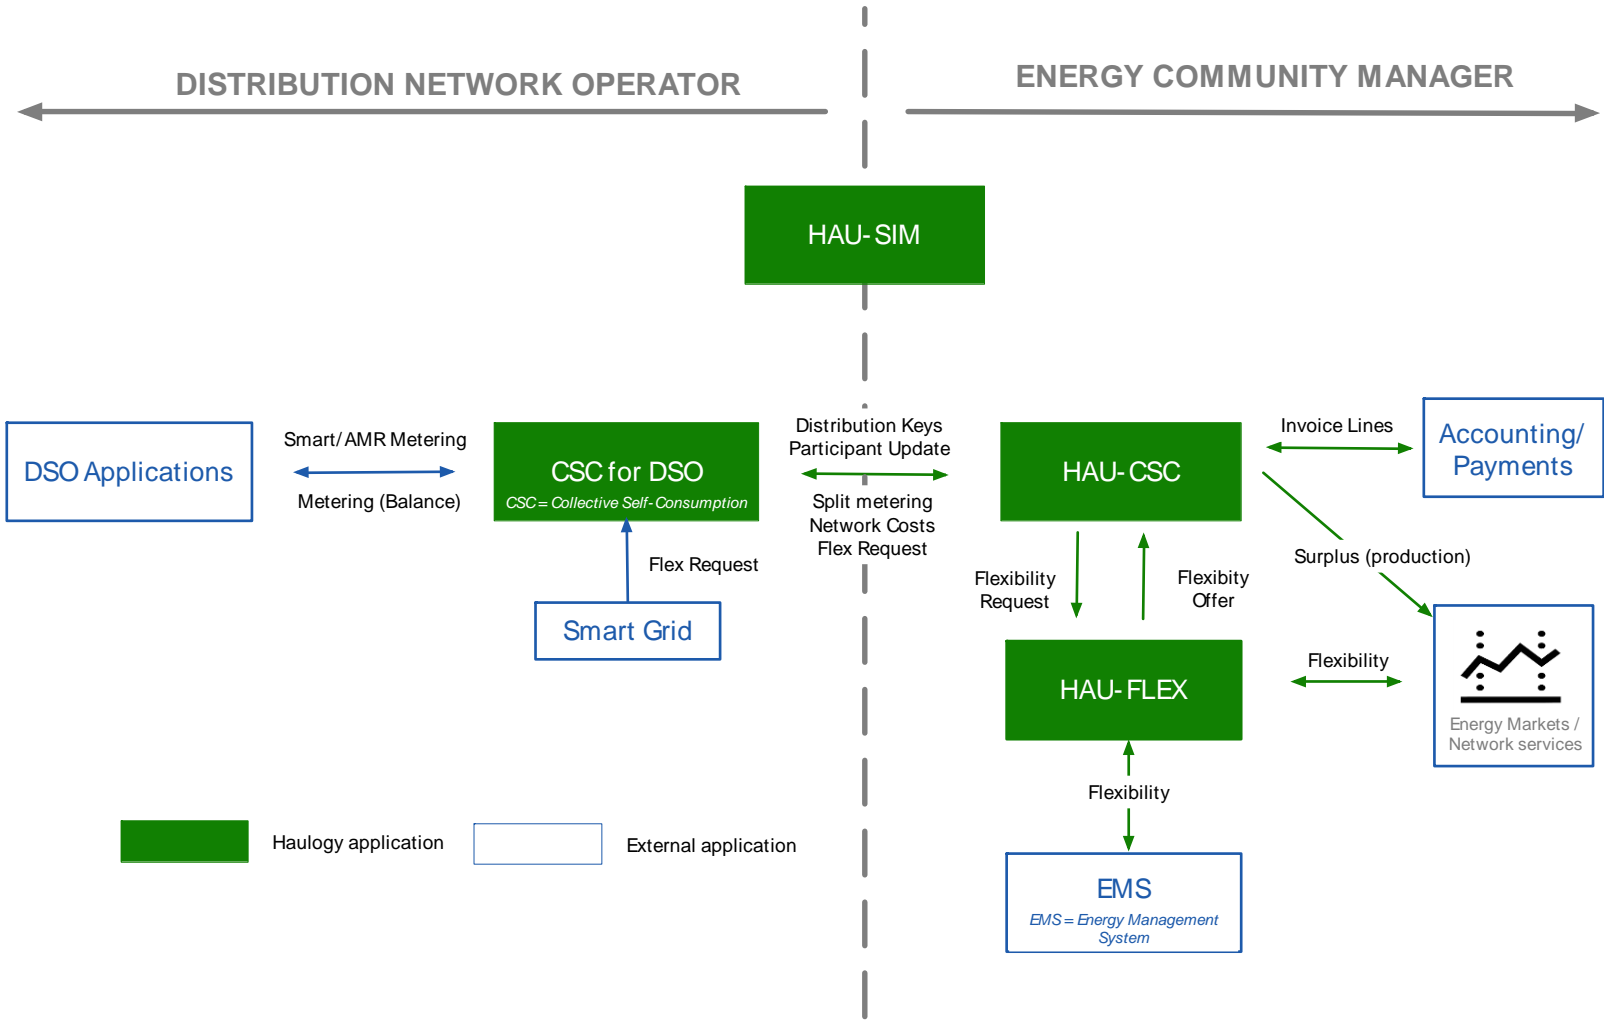 DISTRIBUTION NETWORK OPERATOR
ENERGY COMMUNITY MANAGER
HAU-SIM
DSO Applications
Smart/AMR Metering
Metering (Balance)
CSC for DSO
CSC = Collective Self-Consumption
Distribution Keys
Participant Update
Split metering
Network Costs
Flex Request
HAU-CSC
Invoice Lines
Accounting/
Payments
Flex Request
Smart Grid
Flexibility
Request
Flexibity
Offer
Surplus (production)
HAU-FLEX
Flexibility
Energy Markets /
Network services
Flexibility
Haulogy application
External application
EMS
EMS = Energy Management
System